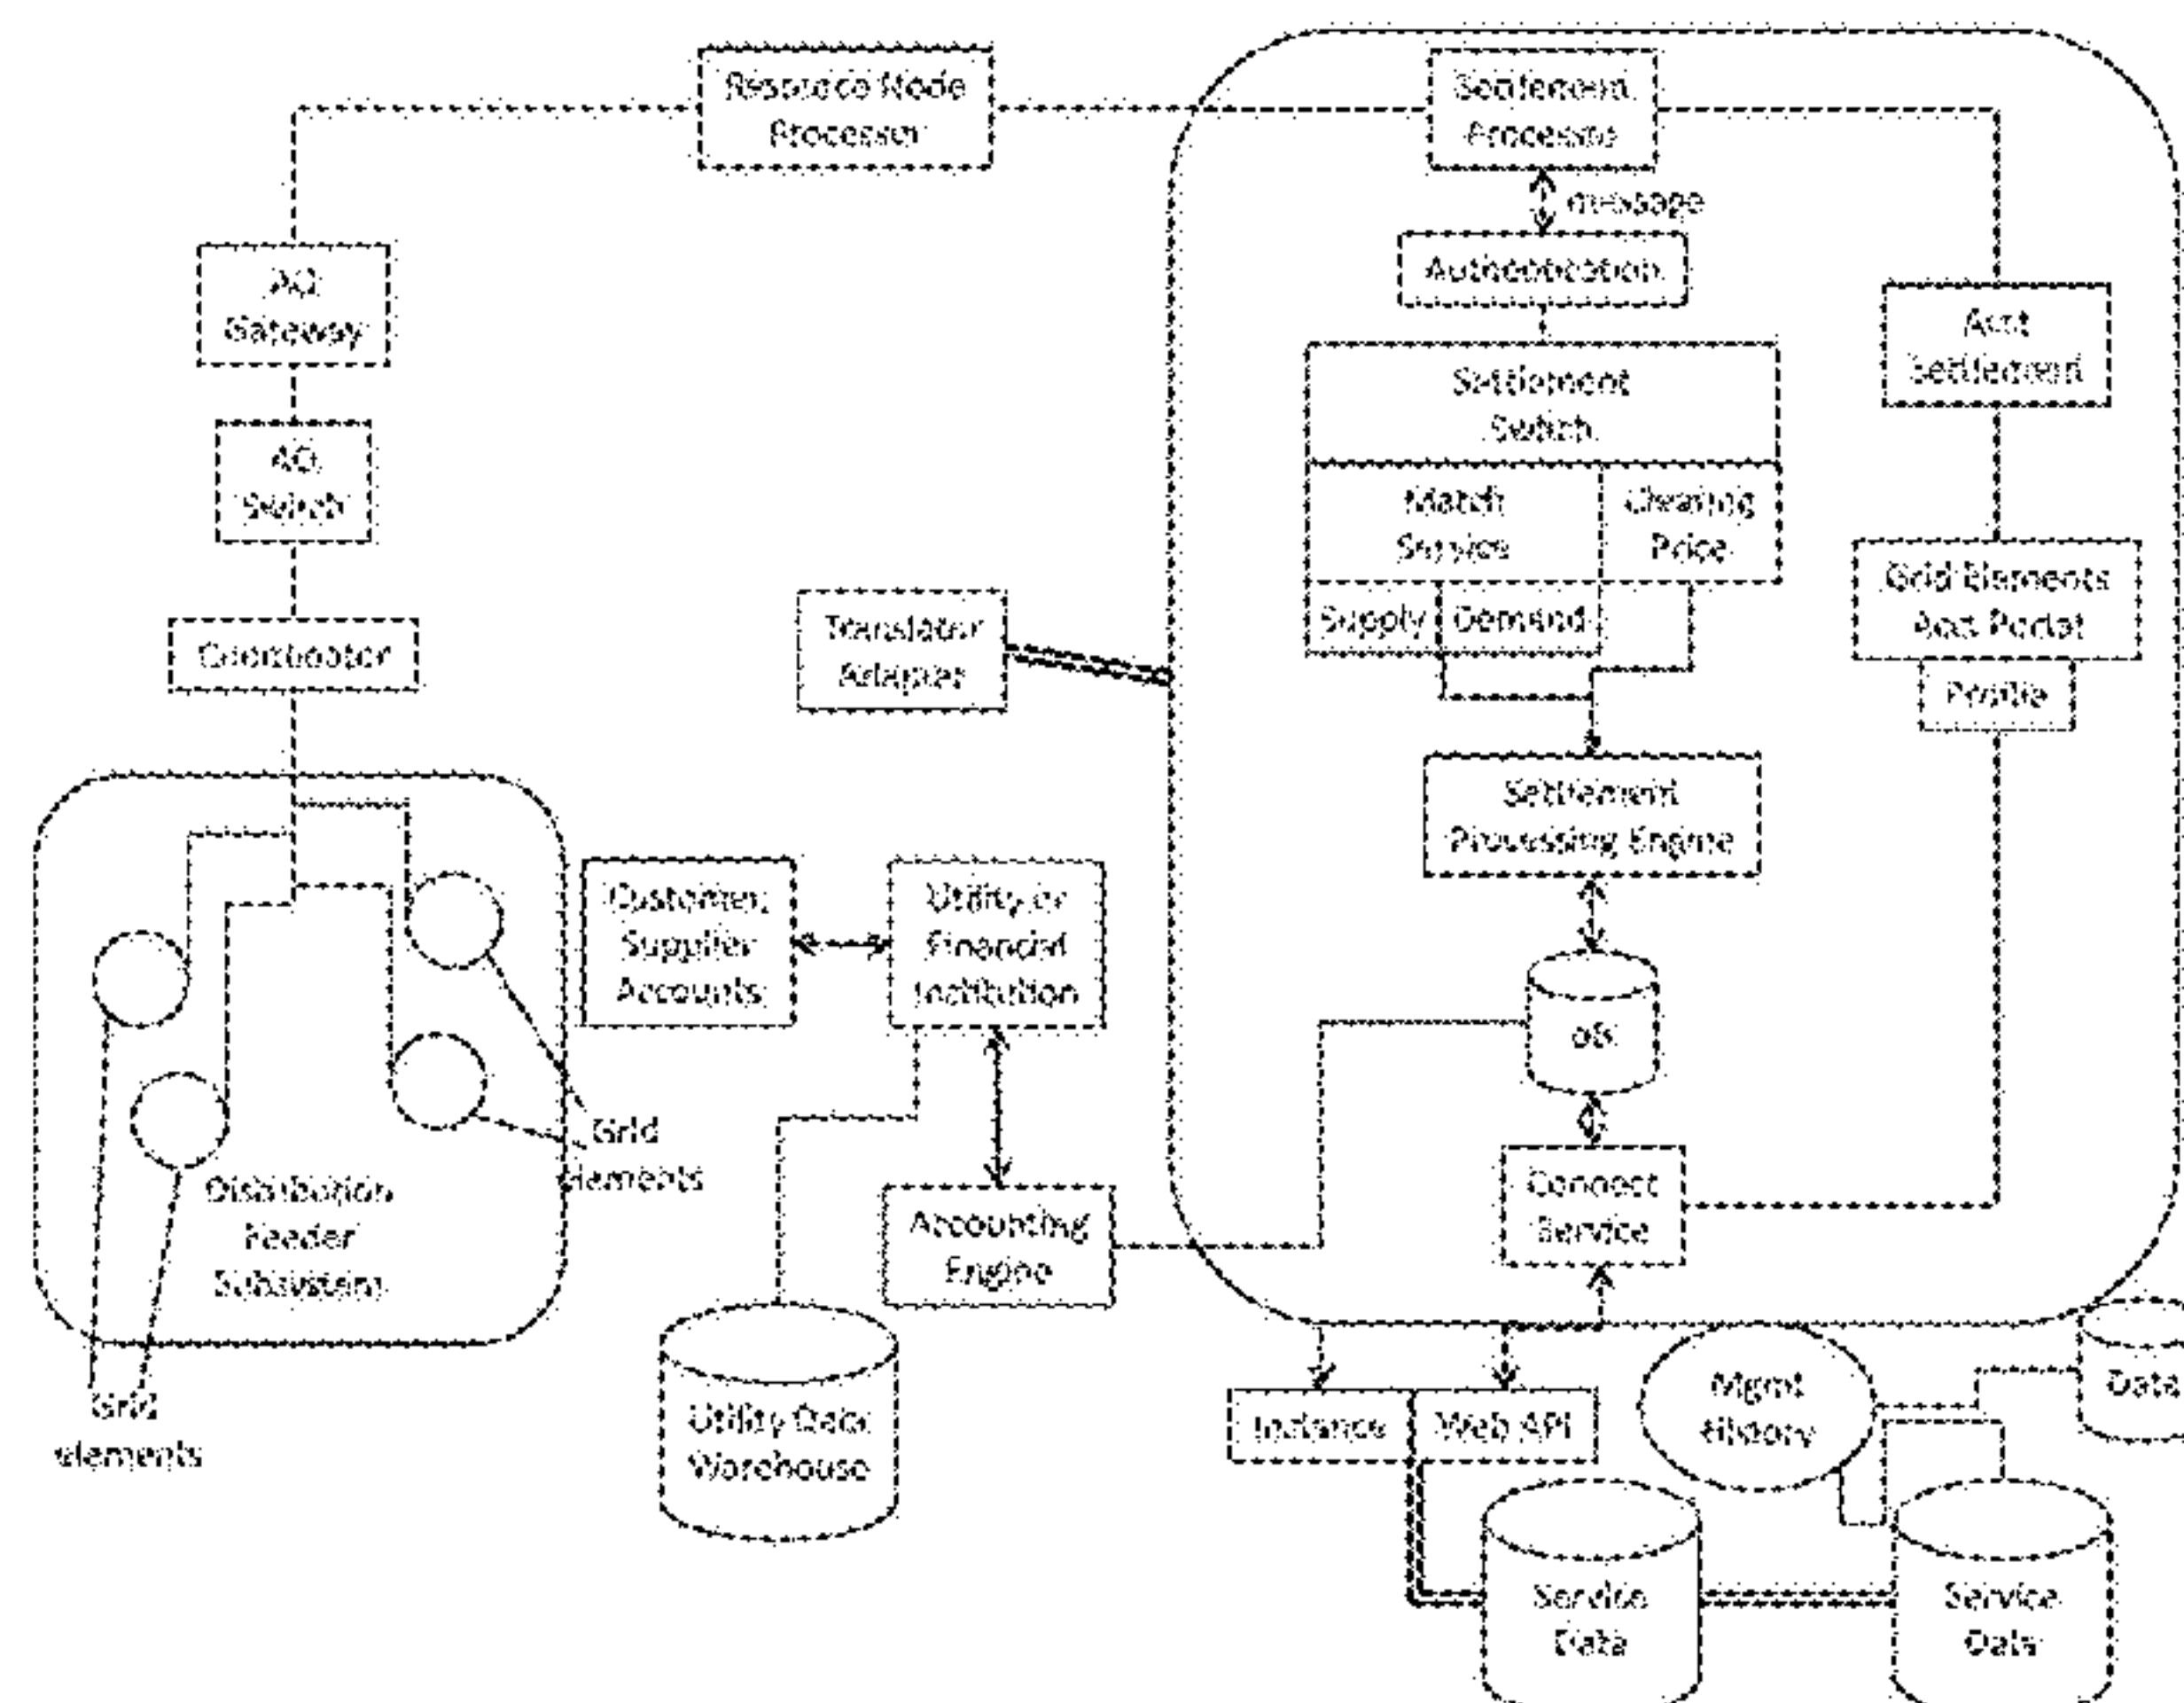 Resource Node
Processor
Settlement
Processor
message
Authentication
Settlement
Switch
Match
Service
Clearing
Price
Supply
Demand
Acct
Settlement
Grid Elements
Acct Portal
Profile
Gateway
Switch
Coordinator
Translator
Adapter
Settlement
Processing Engine
Customer,
Supplier
Accounts
Utility or
Financial
Institution
Grid
elements
Distribution
Feeder
Subsystem
Accounting
Engine
Connect
Service
Grid
elements
Utility Data
Warehouse
Instance
Web API
Mgmt
History
Data
Service
Data
Service
Data